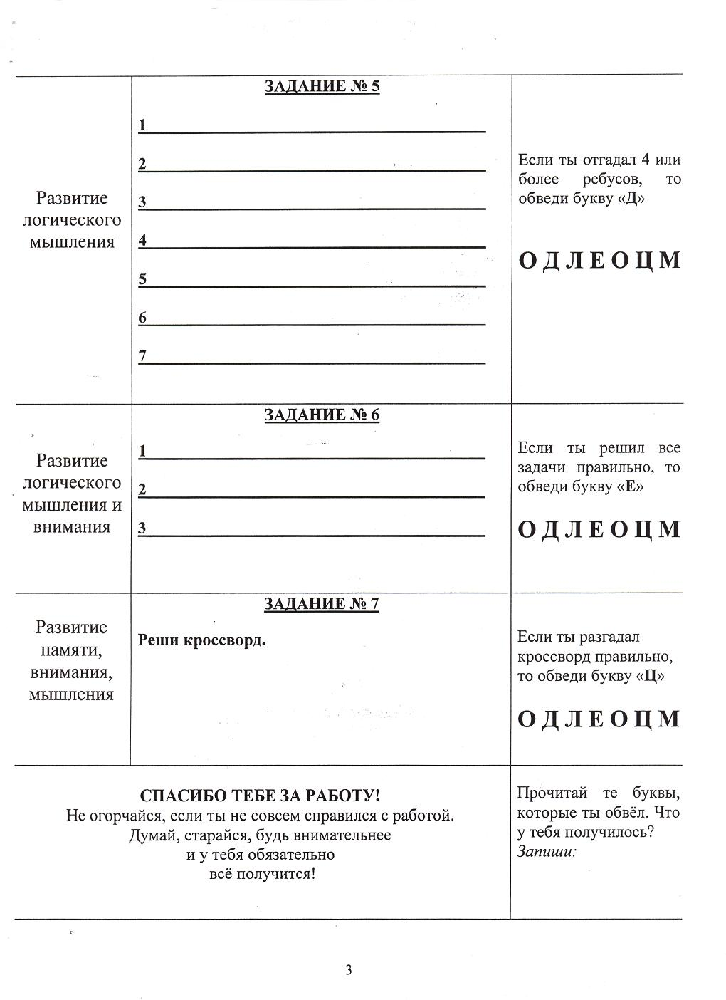 ЗАДАНИЕ № 5
Развитие
логического
мышления
1
2
3
4
5
6
7
Если ты отгадал 4 или
более ребусов, то
обведи букву «Д»
О Д Л Е О Ц М
ЗАДАНИЕ № 6
Развитие
логического
мышления и
внимания
1
2
3
Если ты решил все
задачи правильно, то
обведи букву «Е»
О Д Л Е О Ц М
ЗАДАНИЕ № 7
Развитие
памяти,
внимания,
мышления
Реши кроссворд.
Если ты разгадал
кроссворд правильно,
то обведи букву «Ц»
О Д Л Е О Ц М
СПАСИБО ТЕБЕ ЗА РАБОТУ!
Не огорчайся, если ты не совсем справился с работой.
Думай, старайся, будь внимательнее
и у тебя обязательно
всё получится!
Прочитай те буквы,
которые ты обвёл. Что
у тебя получилось?
Запиши:
3